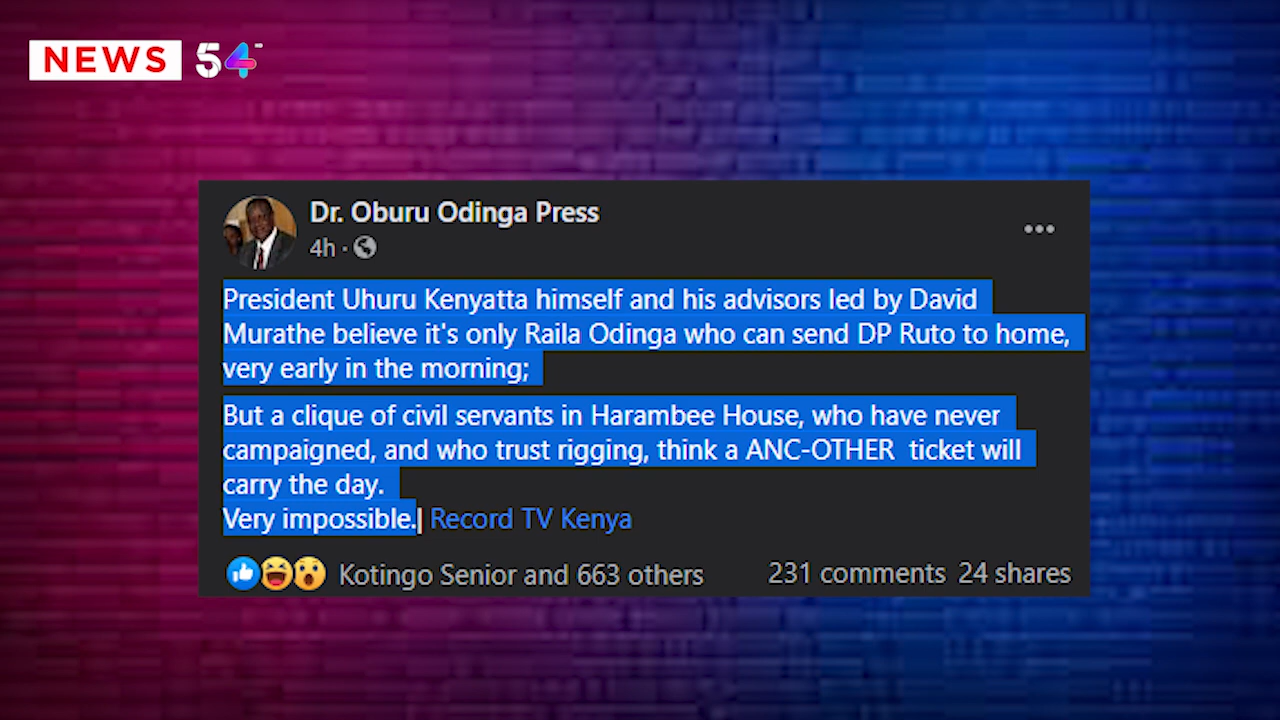 NEWS 54
Dr. Oburu Odinga Press
4h ·
President Uhuru Kenyatta himself and his advisors led by David
Murathe believe it's only Raila Odinga who can send DP Ruto to home,
very early in the morning;
But a clique of civil servants in Harambee House, who have never
campaigned, and who trust rigging, think a ANC-OTHER ticket will
carry the day.
Very impossible.| Record TV Kenya
Kotingo Senior and 663 others 231 comments 24 shares